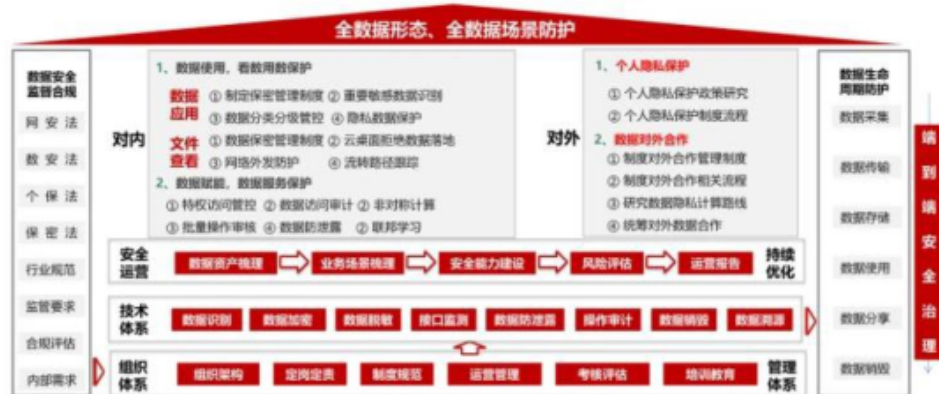 全数据形态、全数据场景防护
数据安全
监督合规
网安法
数安法
个保法
保密法
行业规范
监管要求
合规评估
内部需求
对内
1、数据使用，看数用数保护
数据
应用
① 制定保密管理制度 ② 重要敏感数据识别
③ 数据分类分级管控 ④ 隐私数据保护
文件
查看
① 数据保密管理制度 ② 云桌面拒绝数据落地
③ 网络外发防护 ④ 流转路径跟踪
2、数据赋能，数据服务保护
① 特权访问管控 ② 数据访问审计 ② 非对称计算
③ 批量操作审核 ④ 数据防泄露 ② 联邦学习
对外
1、个人隐私保护
① 个人隐私保护政策研究
② 个人隐私保护制度流程
2、数据对外合作
① 制度对外合作管理制度
② 制度对外合作相关流程
③ 研究数据隐私计算路线
④ 统筹对外数据合作
安全
运营
数据资产梳理
业务场景梳理
安全能力建设
风险评估
运营报告
持续
优化
技术
体系
数据识别
数据加密
数据脱敏
接口监测
数据防泄露
操作审计
数据销毁
数据溯源
组织
体系
组织架构
定岗定责
制度规范
运营管理
考核评估
培训教育
管理
体系
数据生命
周期防护
数据采集
数据传输
数据存储
数据使用
数据分享
数据销毁
端到端安全治理